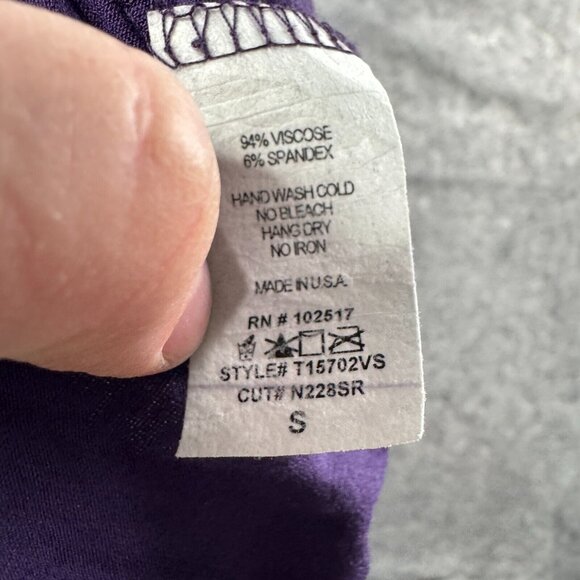 94% VISCOSE
6% SPANDEX
HAND WASH COLD
NO BLEACH
HANG DRY
NO IRON
MADE IN U.S.A.
RN # 102517
STYLE# T15702VS
CUT# N228SR
S